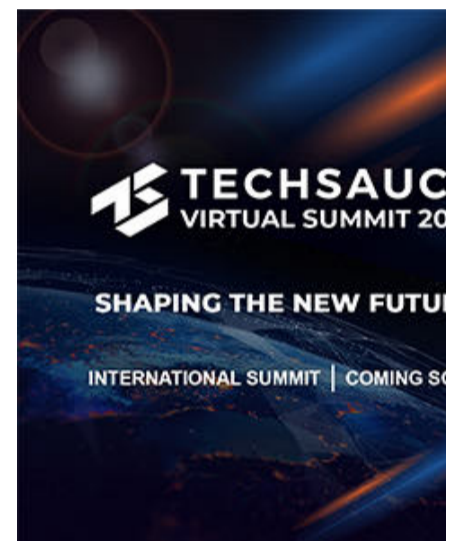 TECHSAUC
VIRTUAL SUMMIT 20
SHAPING THE NEW FUTU
INTERNATIONAL SUMMIT | COMING SO